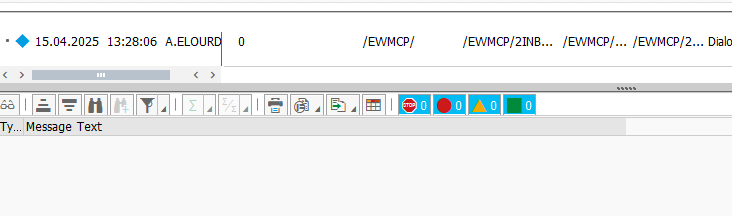 15.04.2025 13:28:06 A.ELOURD 0 /EWMCP/ /EWMCP/2INB... /EWMCP/... /EWMCP/2... Dialo
STOP 0 0 0 0
Ty... Message Text